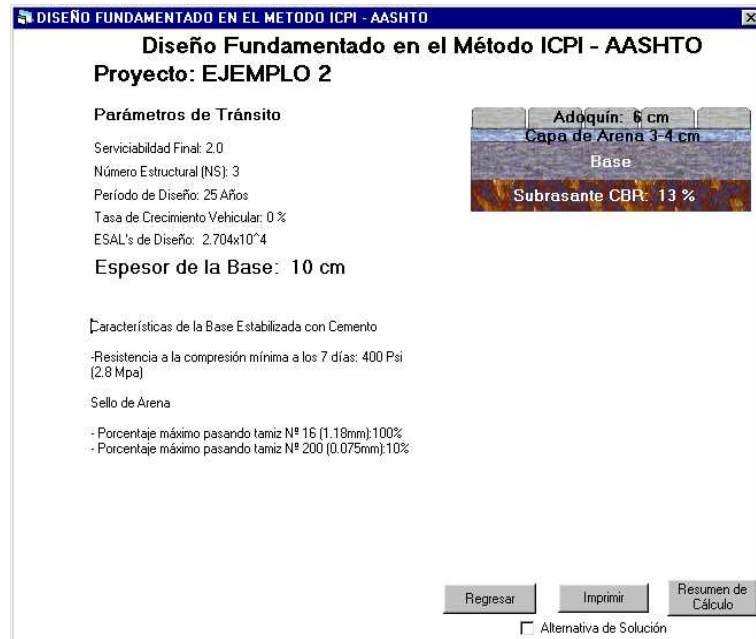 DISEÑO FUNDAMENTADO EN EL METODO ICPI - AASHTO
Diseño Fundamentado en el Método ICPI - AASHTO
Proyecto: EJEMPLO 2
Parámetros de Tránsito
Serviciabildad Final: 2.0
Número Estructural (NS): 3
Período de Diseño: 25 Años
Tasa de Crecimiento Vehicular: 0 %
ESAL's de Diseño: 2.704x10^4
Espesor de la Base: 10 cm
Adoquín: 6 cm
Capa de Arena 3-4 cm
Base
Subrasante CBR: 13 %
Características de la Base Estabilizada con Cemento
-Resistencia a la compresión mínima a los 7 días: 400 Psi
(2.8 Mpa)
Sello de Arena
- Porcentaje máximo pasando tamiz Nº 16 (1.18mm):100%
- Porcentaje máximo pasando tamiz Nº 200 (0.075mm):10%
Regresar
Imprimir
Resumen de
Cálculo
Alternativa de Solución